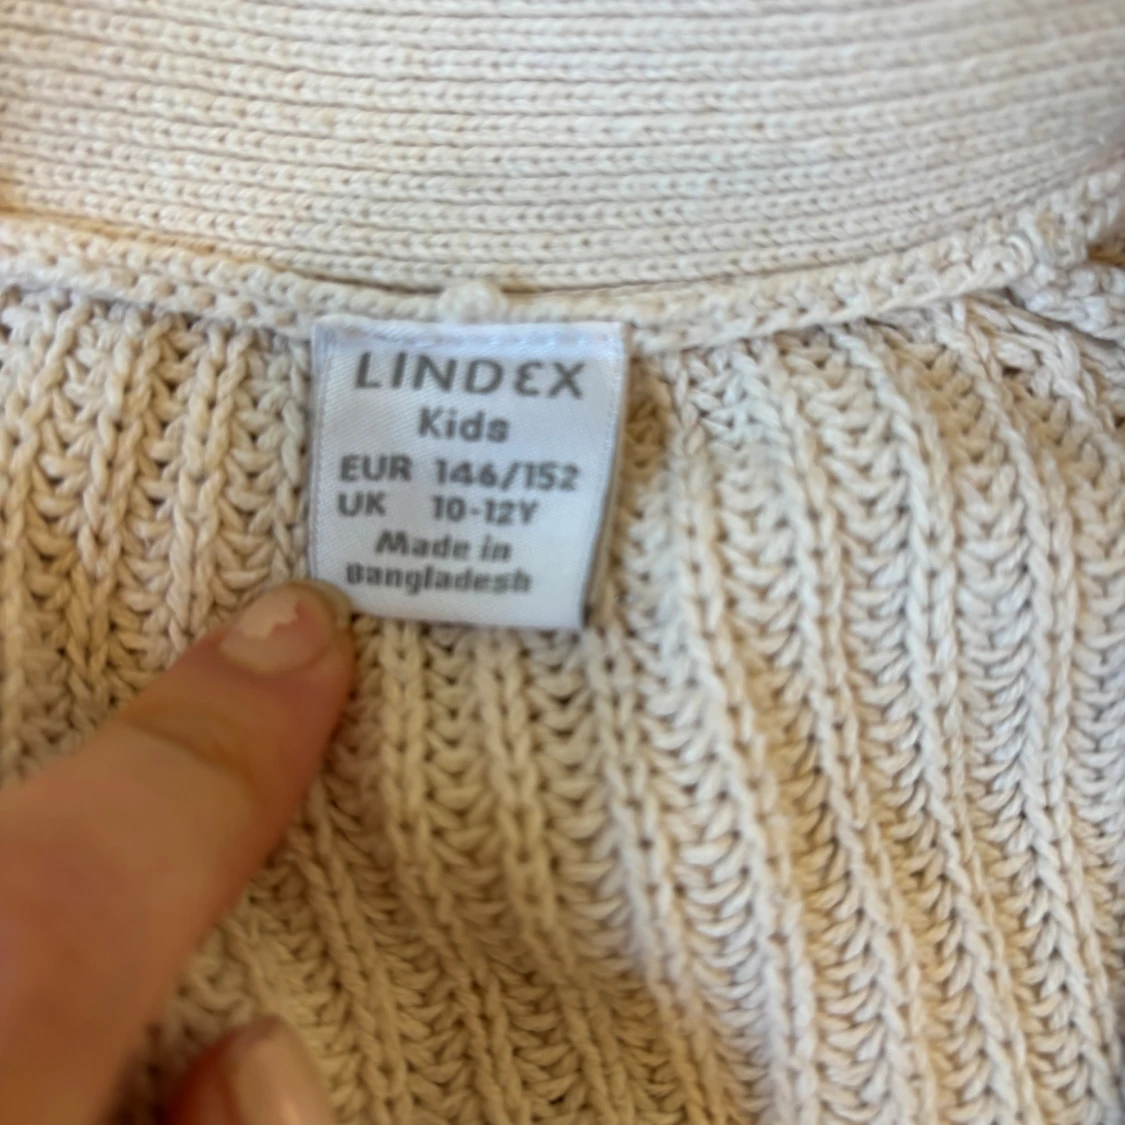 LINDEX
Kids
EUR 146/152
UK 10-12Y
Made in
Bangladesh